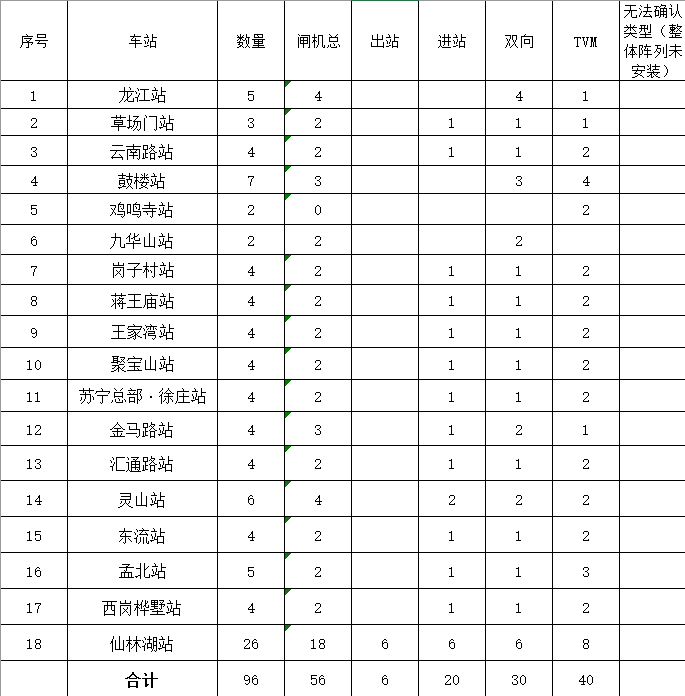 序号 车站 数量 闸机总 出站 进站 双向 TVM 无法确认
类型（整
体阵列未
安装）
1 龙江站 5 4 4 1
2 草场门站 3 2 1 1 1
3 云南路站 4 2 1 1 2
4 鼓楼站 7 3 3 4
5 鸡鸣寺站 2 0 2
6 九华山站 2 2 2
7 岗子村站 4 2 1 1 2
8 蒋王庙站 4 2 1 1 2
9 王家湾站 4 2 1 1 2
10 聚宝山站 4 2 1 1 2
11 苏宁总部·徐庄站 4 2 1 1 2
12 金马路站 4 3 1 2 1
13 汇通路站 4 2 1 1 2
14 灵山站 6 4 2 2 2
15 东流站 4 2 1 1 2
16 孟北站 5 2 1 1 3
17 西岗桦墅站 4 2 1 1 2
18 仙林湖站 26 18 6 6 6 8
合计 96 56 6 20 30 40